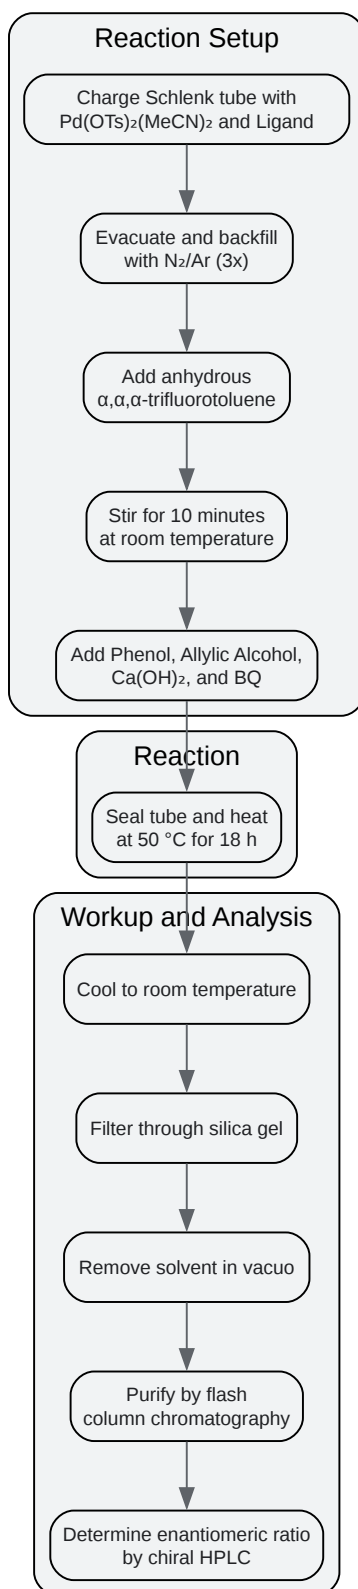 Reaction Setup
Charge Schlenk tube with
Pd(OTs)₂(MeCN)₂ and Ligand
Evacuate and backfill
with N₂/Ar (3x)
Add anhydrous
α,α,α-trifluorotoluene
Stir for 10 minutes
at room temperature
Add Phenol, Allylic Alcohol,
Ca(OH)₂, and BQ
Reaction
Seal tube and heat
at 50 °C for 18 h
Workup and Analysis
Cool to room temperature
Filter through silica gel
Remove solvent in vacuo
Purify by flash
column chromatography
Determine enantiomeric ratio
by chiral HPLC